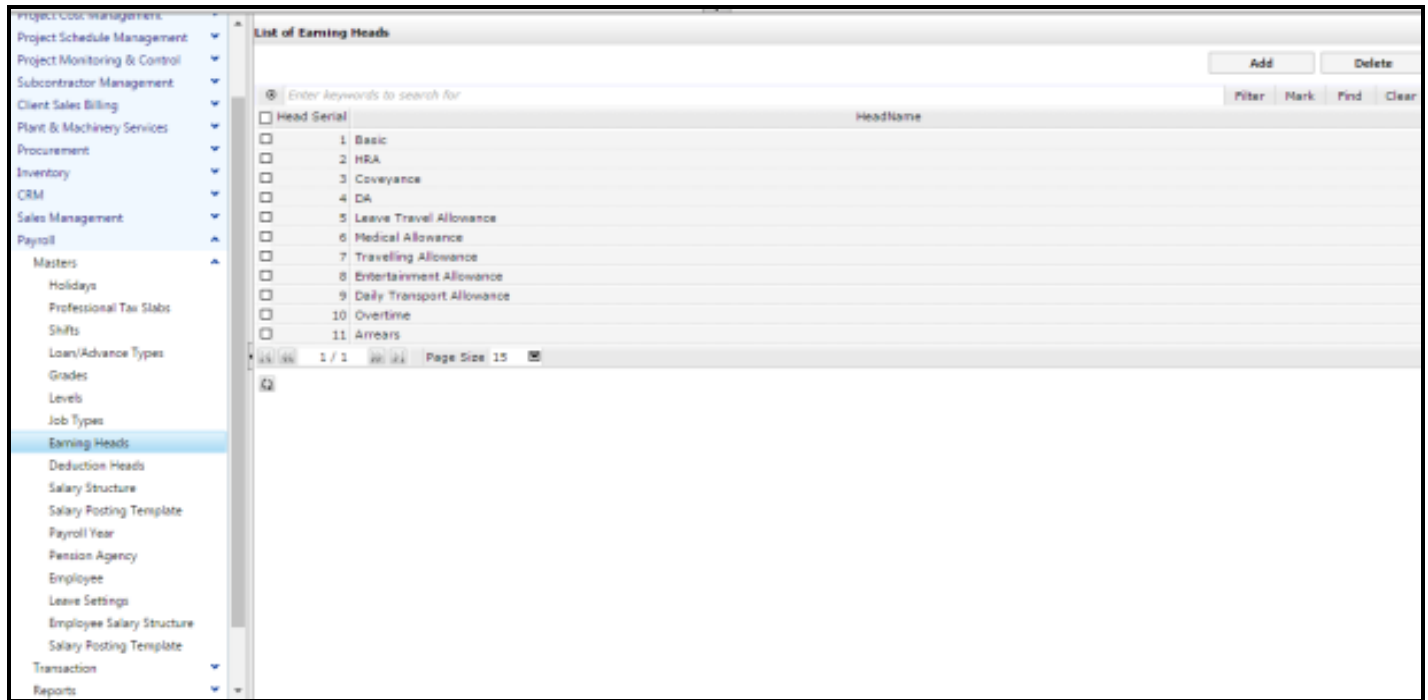 Project Cost Management
Project Schedule Management
Project Monitoring & Control
Subcontractor Management
Client Sales Billing
Plant & Machinery Services
Procurement
Inventory
CRM
Sales Management
Payroll
Masters
Holidays
Professional Tax Slabs
Shifts
Loan/Advance Types
Grades
Levels
Job Types
Earning Heads
Deduction Heads
Salary Structure
Salary Posting Template
Payroll Year
Pension Agency
Employee
Leave Settings
Employee Salary Structure
Salary Posting Template
Transaction
Reports
List of Earning Heads
Add Delete
Enter keywords to search for Filter Mark Find Clear
Head Serial HeadName
1 Basic
2 HRA
3 Coveyance
4 DA
5 Leave Travel Allowance
6 Medical Allowance
7 Travelling Allowance
8 Entertainment Allowance
9 Daily Transport Allowance
10 Overtime
11 Arrears
1 / 1 Page Size 15